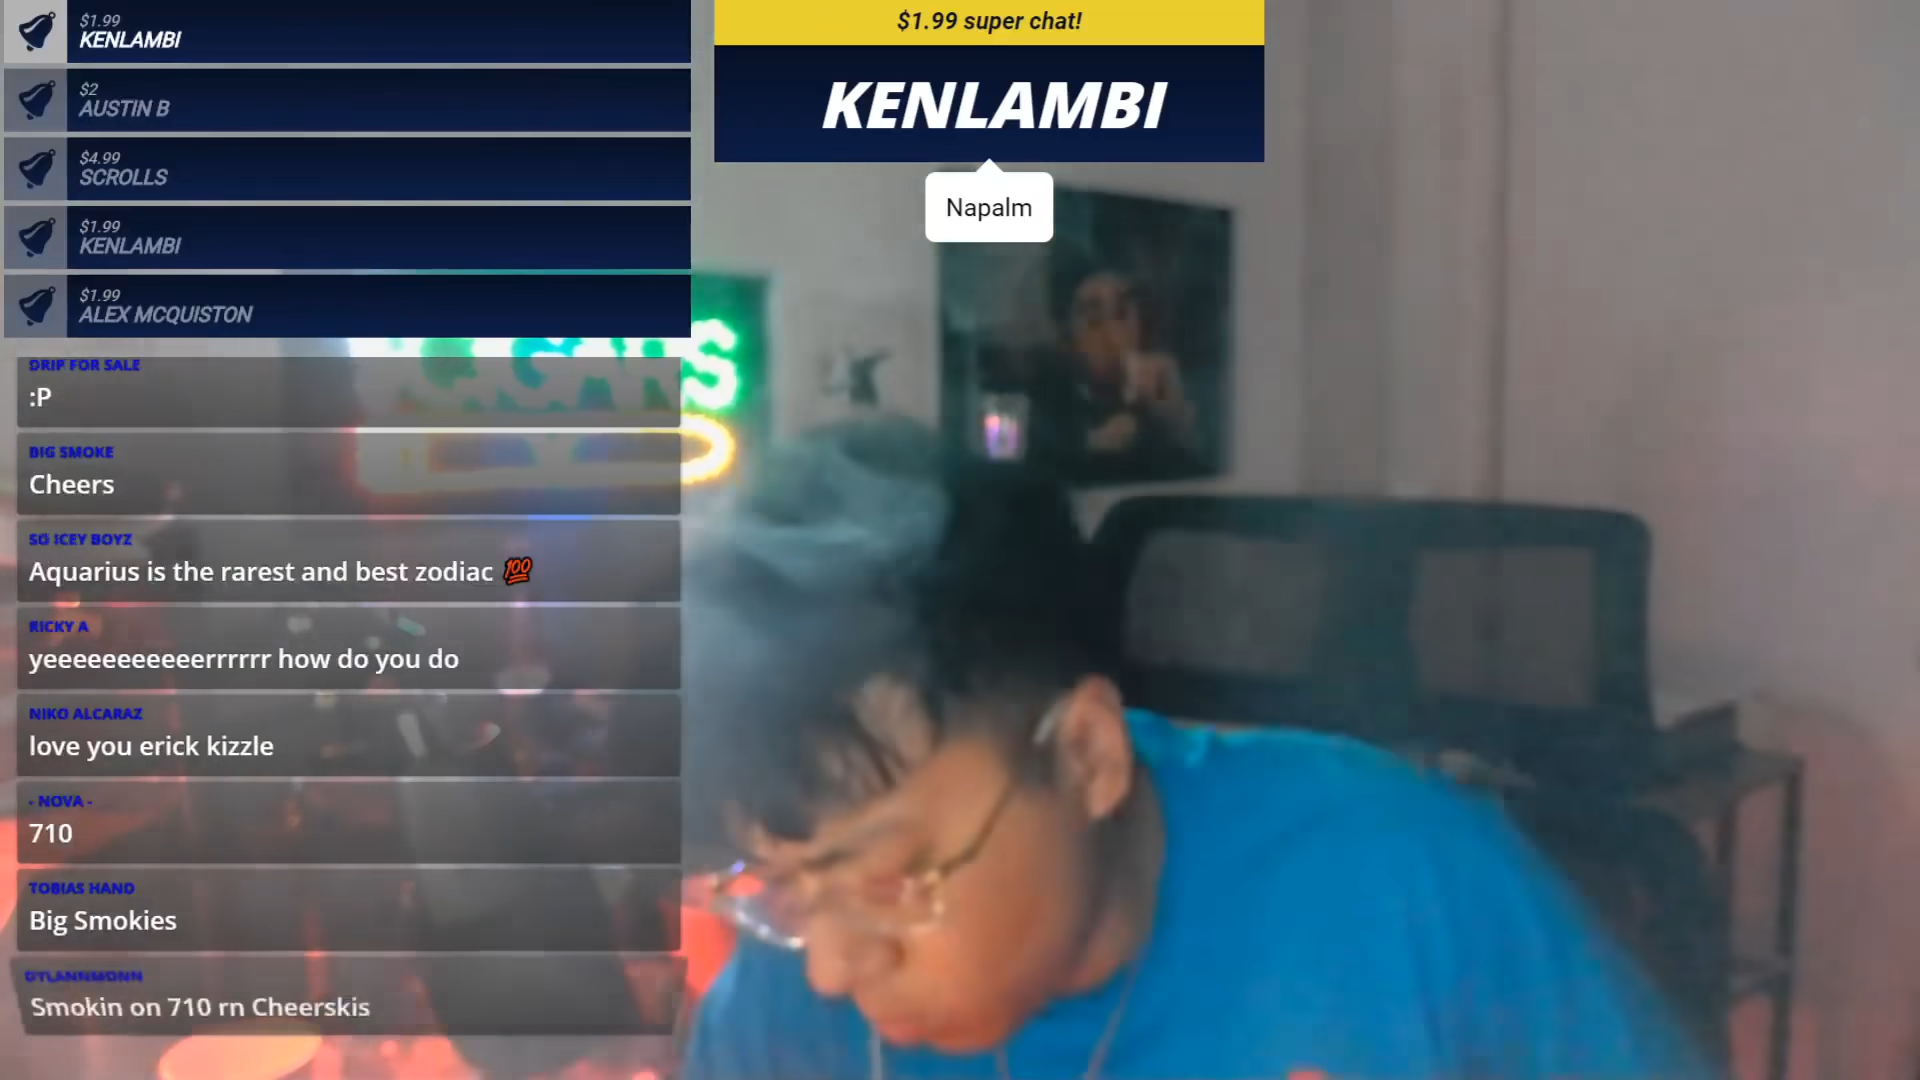 $1.99
KENLAMBI
$2
AUSTIN B
$4.99
SCROLLS
$1.99
KENLAMBI
$1.99
ALEX MCQUISTON
$1.99 super chat!
KENLAMBI
Napalm
DRIP FOR SALE
:P
BIG SMOKE
Cheers
SO ICEY BOYZ
Aquarius is the rarest and best zodiac 💯
RICKY A
yeeeeeeeeeeerrrrrr how do you do
NIKO ALCARAZ
love you erick kizzle
- NOVA -
710
TOBIAS HAND
Big Smokies
DYLANNMONN
Smokin on 710 rn Cheerskis